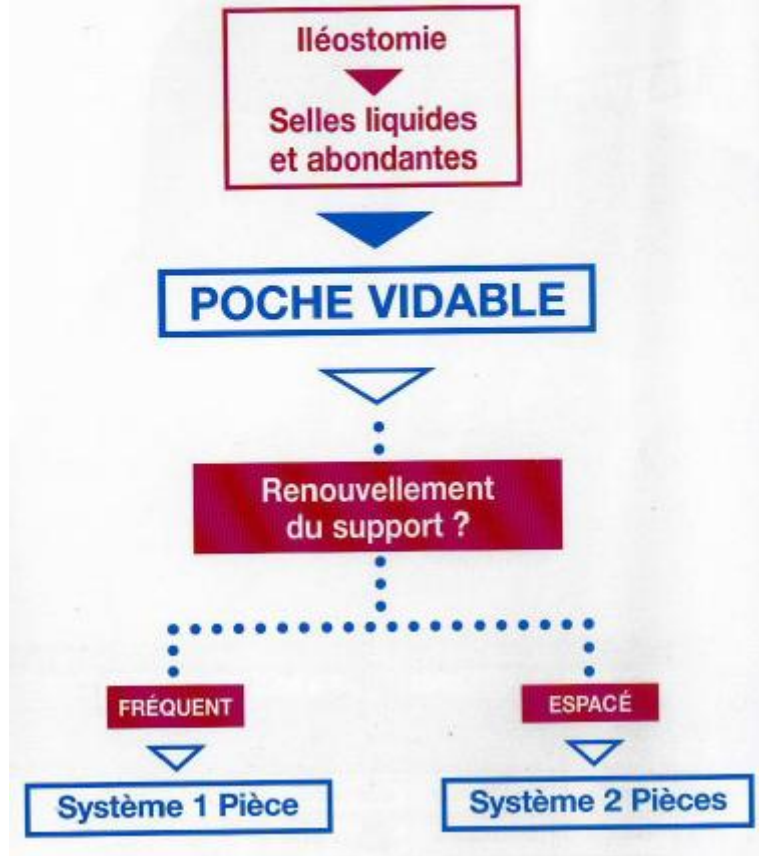 Iléostomie
Selles liquides
et abondantes
POCHE VIDABLE
Renouvellement
du support ?
FRÉQUENT
ESPACÉ
Système 1 Pièce
Système 2 Pièces